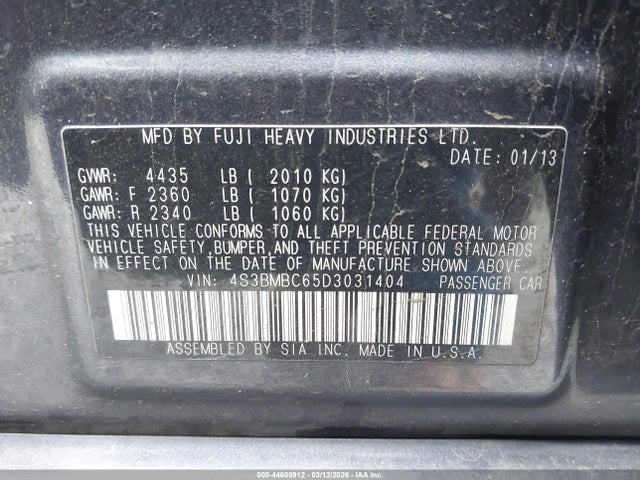 MFD BY FUJI HEAVY INDUSTRIES LTD.
DATE: 01/13
GVWR: 4435 LB ( 2010 KG)
GAWR: F 2360 LB ( 1070 KG)
GAWR: R 2340 LB ( 1060 KG)
THIS VEHICLE CONFORMS TO ALL APPLICABLE FEDERAL MOTOR
VEHICLE SAFETY,BUMPER,AND THEFT PREVENTION STANDARDS
IN EFFECT ON THE DATE OF MANUFACTURE SHOWN ABOVE.
VIN: 4S3BMBC65D3031404 PASSENGER CAR
ASSEMBLED BY SIA INC. MADE IN U.S.A.
000-44605912 - 03/12/2026 - IAAI.COM